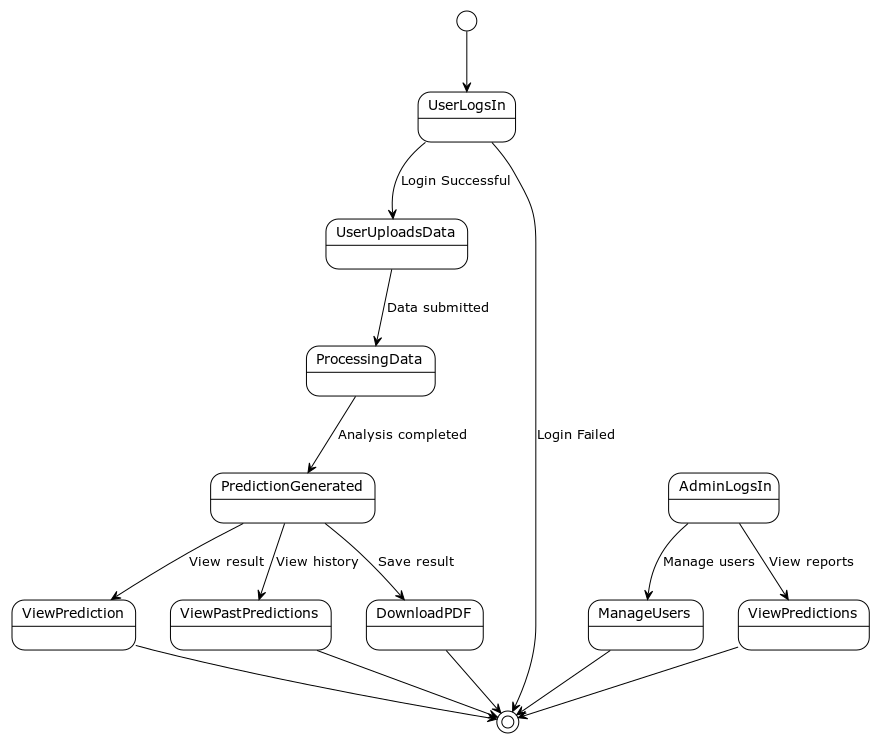 UserLogsIn
Login Successful
UserUploadsData
Data submitted
ProcessingData
Analysis completed
Login Failed
PredictionGenerated
AdminLogsIn
View result
View history
Save result
Manage users
View reports
ViewPrediction
ViewPastPredictions
DownloadPDF
ManageUsers
ViewPredictions